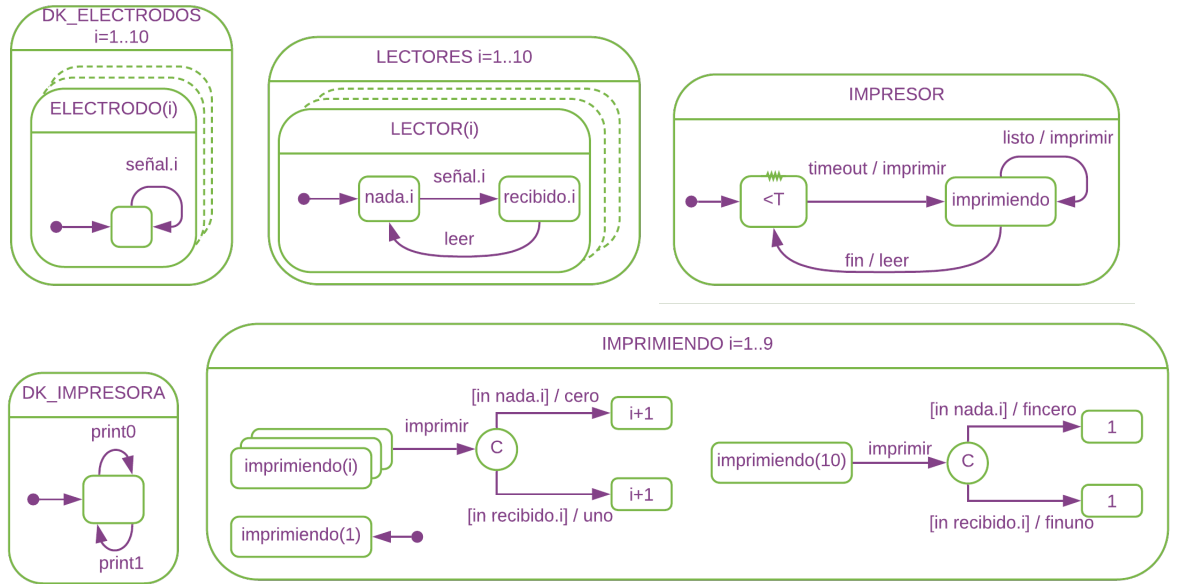 DK_ELECTRODOS
i=1..10
ELECTRODO(i)
señal.i
LECTORES i=1..10
LECTOR(i)
nada.i
señal.i
recibido.i
leer
IMPRESOR
listo / imprimir
timeout / imprimir
<T
imprimiendo
fin / leer
DK_IMPRESORA
print0
print1
IMPRIMIENDO i=1..9
[in nada.i] / cero
i+1
imprimir
C
imprimiendo(i)
i+1
[in recibido.i] / uno
imprimiendo(1)
[in nada.i] / fincero
1
imprimir
imprimiendo(10)
C
1
[in recibido.i] / finuno